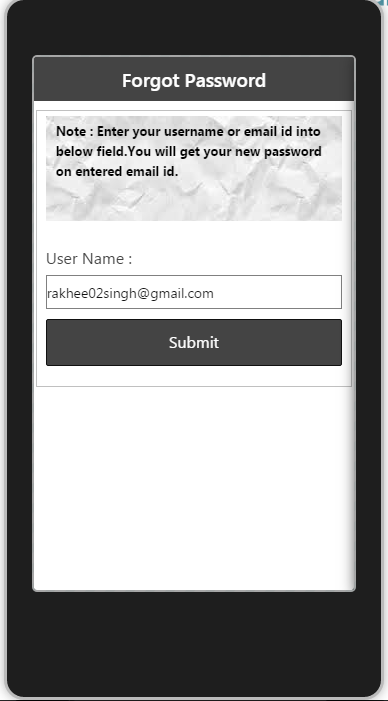 Forgot Password
Note : Enter your username or email id into
below field.You will get your new password
on entered email id.
User Name :
rakhee02singh@gmail.com
Submit